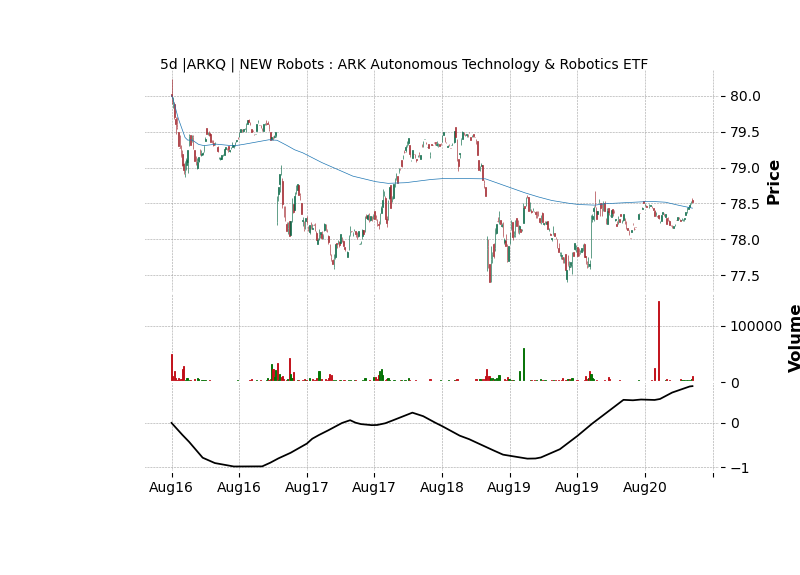 5d |ARKQ | NEW Robots : ARK Autonomous Technology & Robotics ETF
80.0
79.5
79.0
78.5
78.0
77.5
Price
100000
0
Volume
0
−1
Aug16 Aug16 Aug17 Aug17 Aug18 Aug19 Aug19 Aug20